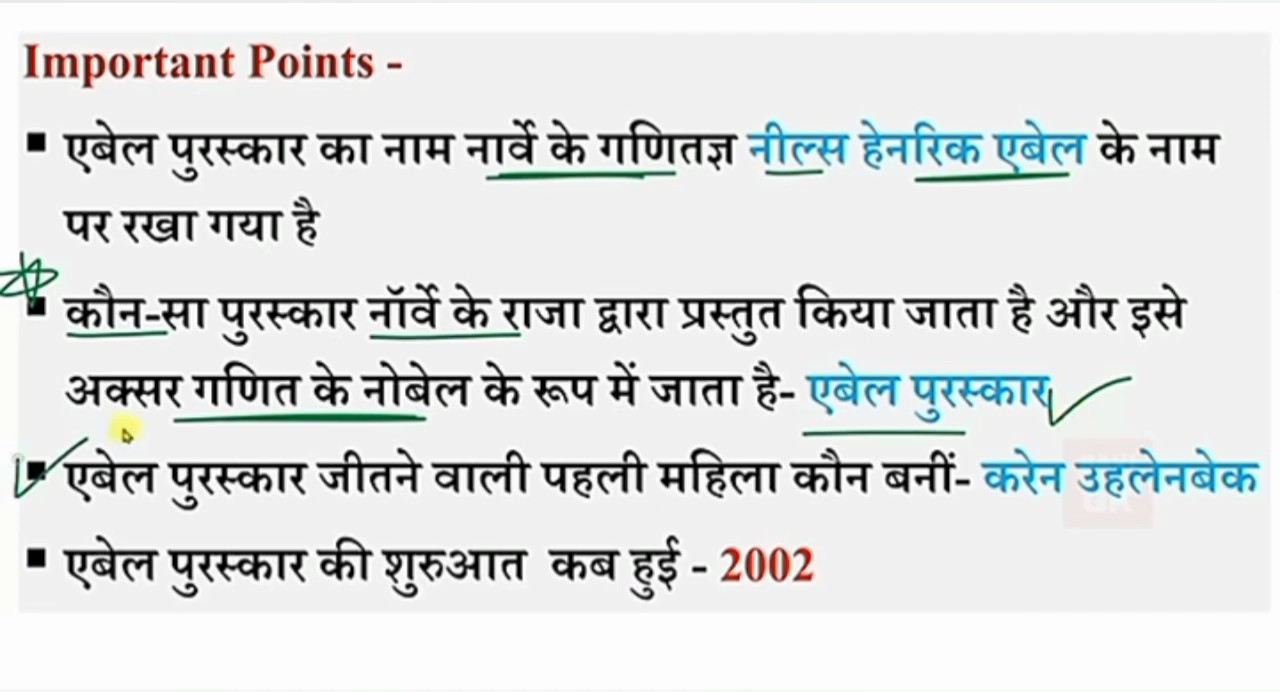 Important Points -
▪ एबेल पुरस्कार का नाम नार्वे के गणितज्ञ नील्स हेनरिक एबेल के नाम
पर रखा गया है
▪ कौन-सा पुरस्कार नॉर्वे के राजा द्वारा प्रस्तुत किया जाता है और इसे
अक्सर गणित के नोबेल के रूप में जाता है- एबेल पुरस्कार
▪ एबेल पुरस्कार जीतने वाली पहली महिला कौन बनीं- करेन उहलेनबेक
▪ एबेल पुरस्कार की शुरुआत कब हुई - 2002